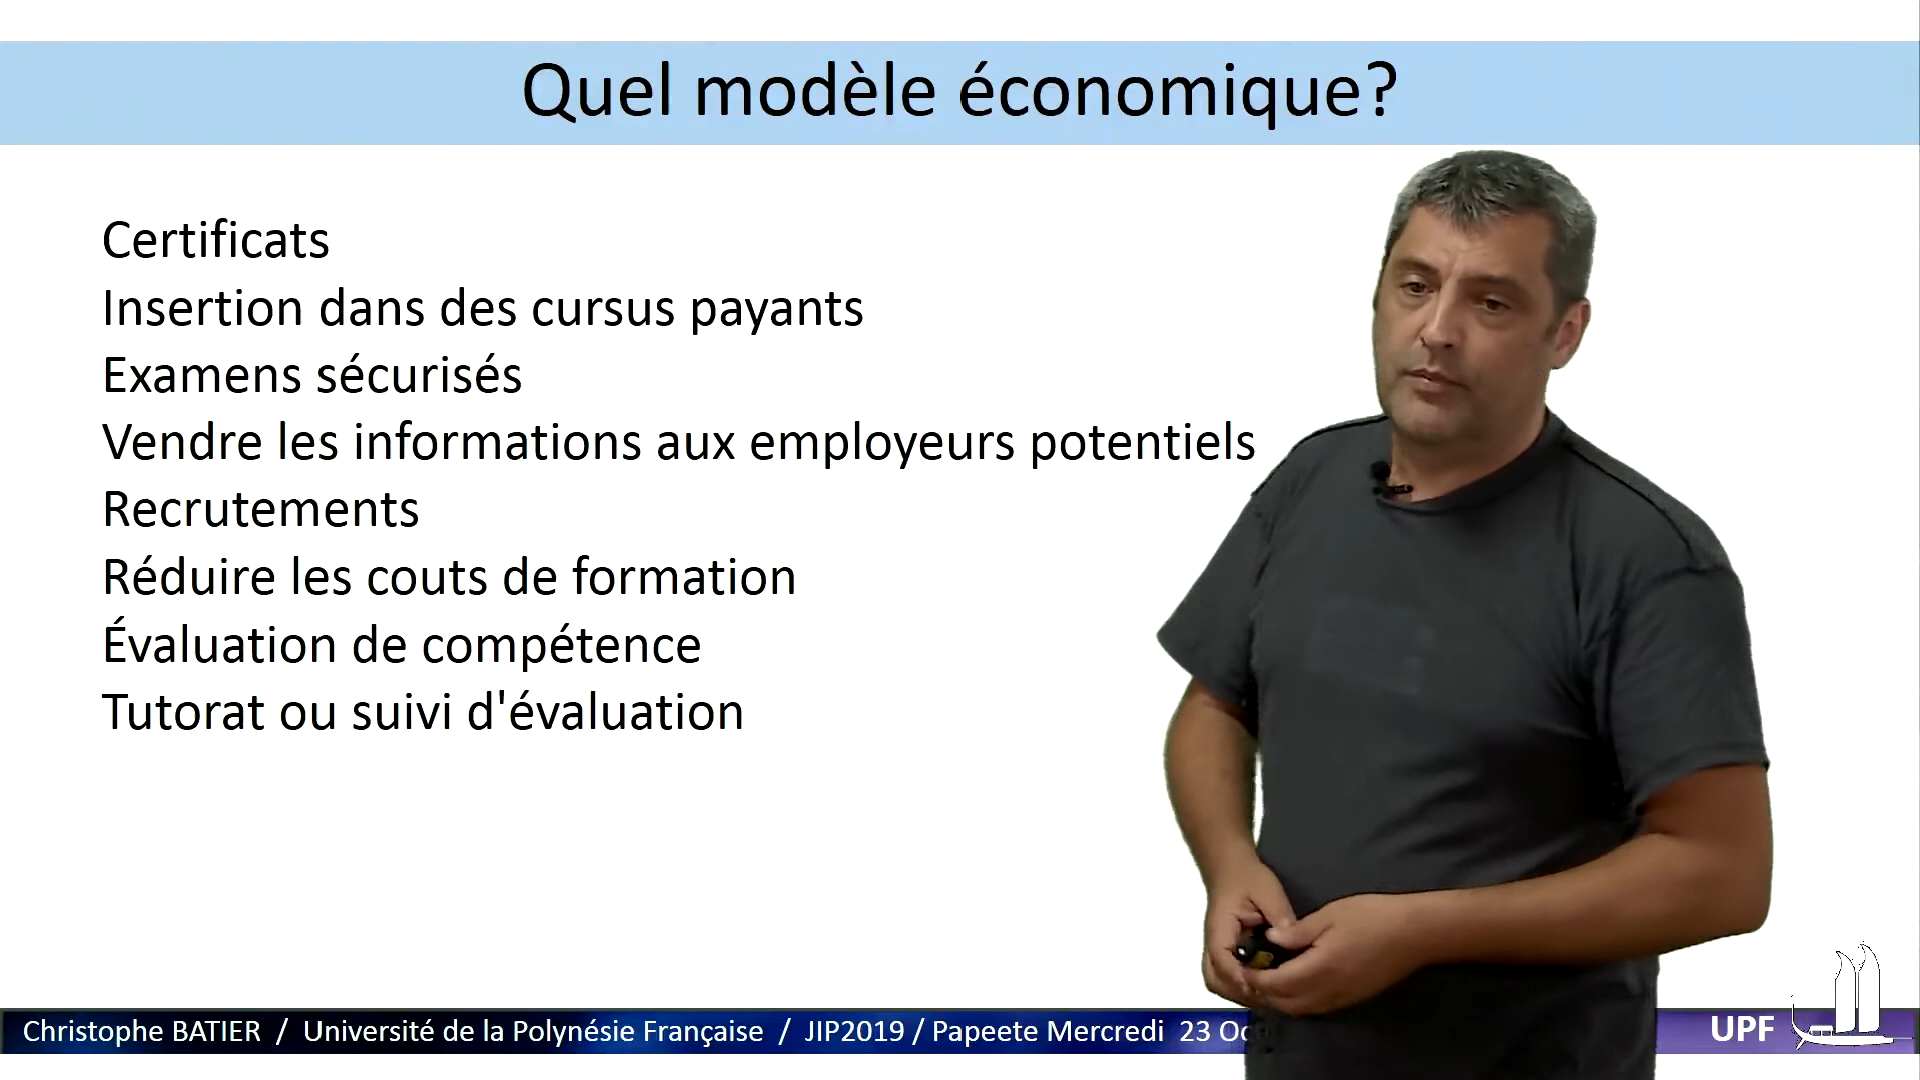 Quel modèle économique?
Certificats
Insertion dans des cursus payants
Examens sécurisés
Vendre les informations aux employeurs potentiels
Recrutements
Réduire les couts de formation
Évaluation de compétence
Tutorat ou suivi d'évaluation
Christophe BATIER / Université de la Polynésie Française / JIP2019 / Papeete Mercredi 23
UPF